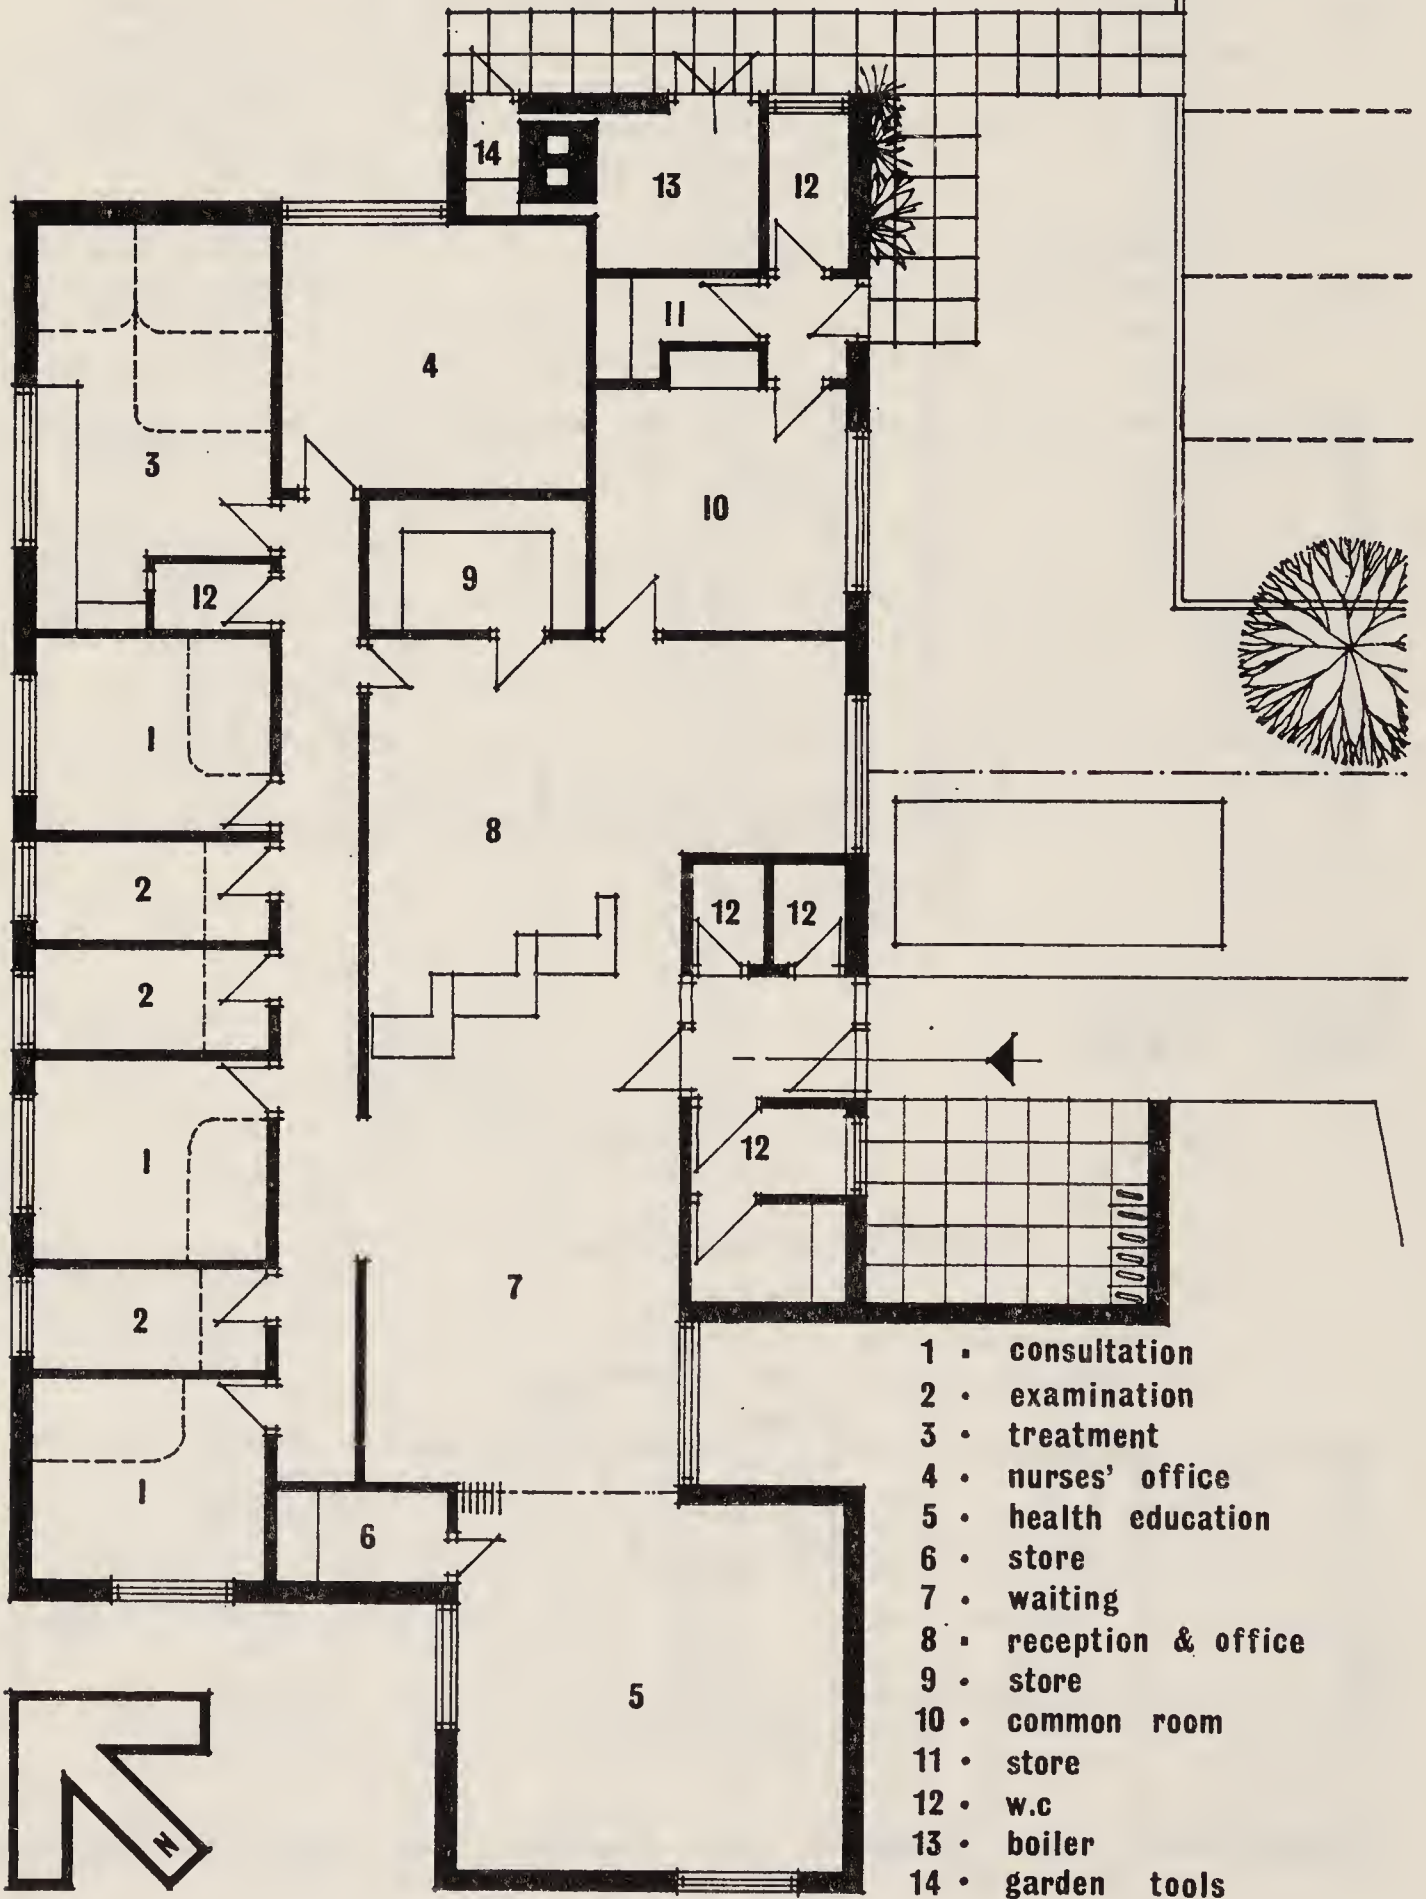 14
13
12
11
4
3
10
9
12
1
8
2
12
12
2
12
1
7
2
1
6
5
N
1 · consultation
2 · examination
3 · treatment
4 · nurses' office
5 · health education
6 · store
7 · waiting
8 · reception & office
9 · store
10 · common room
11 · store
12 · w.c
13 · boiler
14 · garden tools